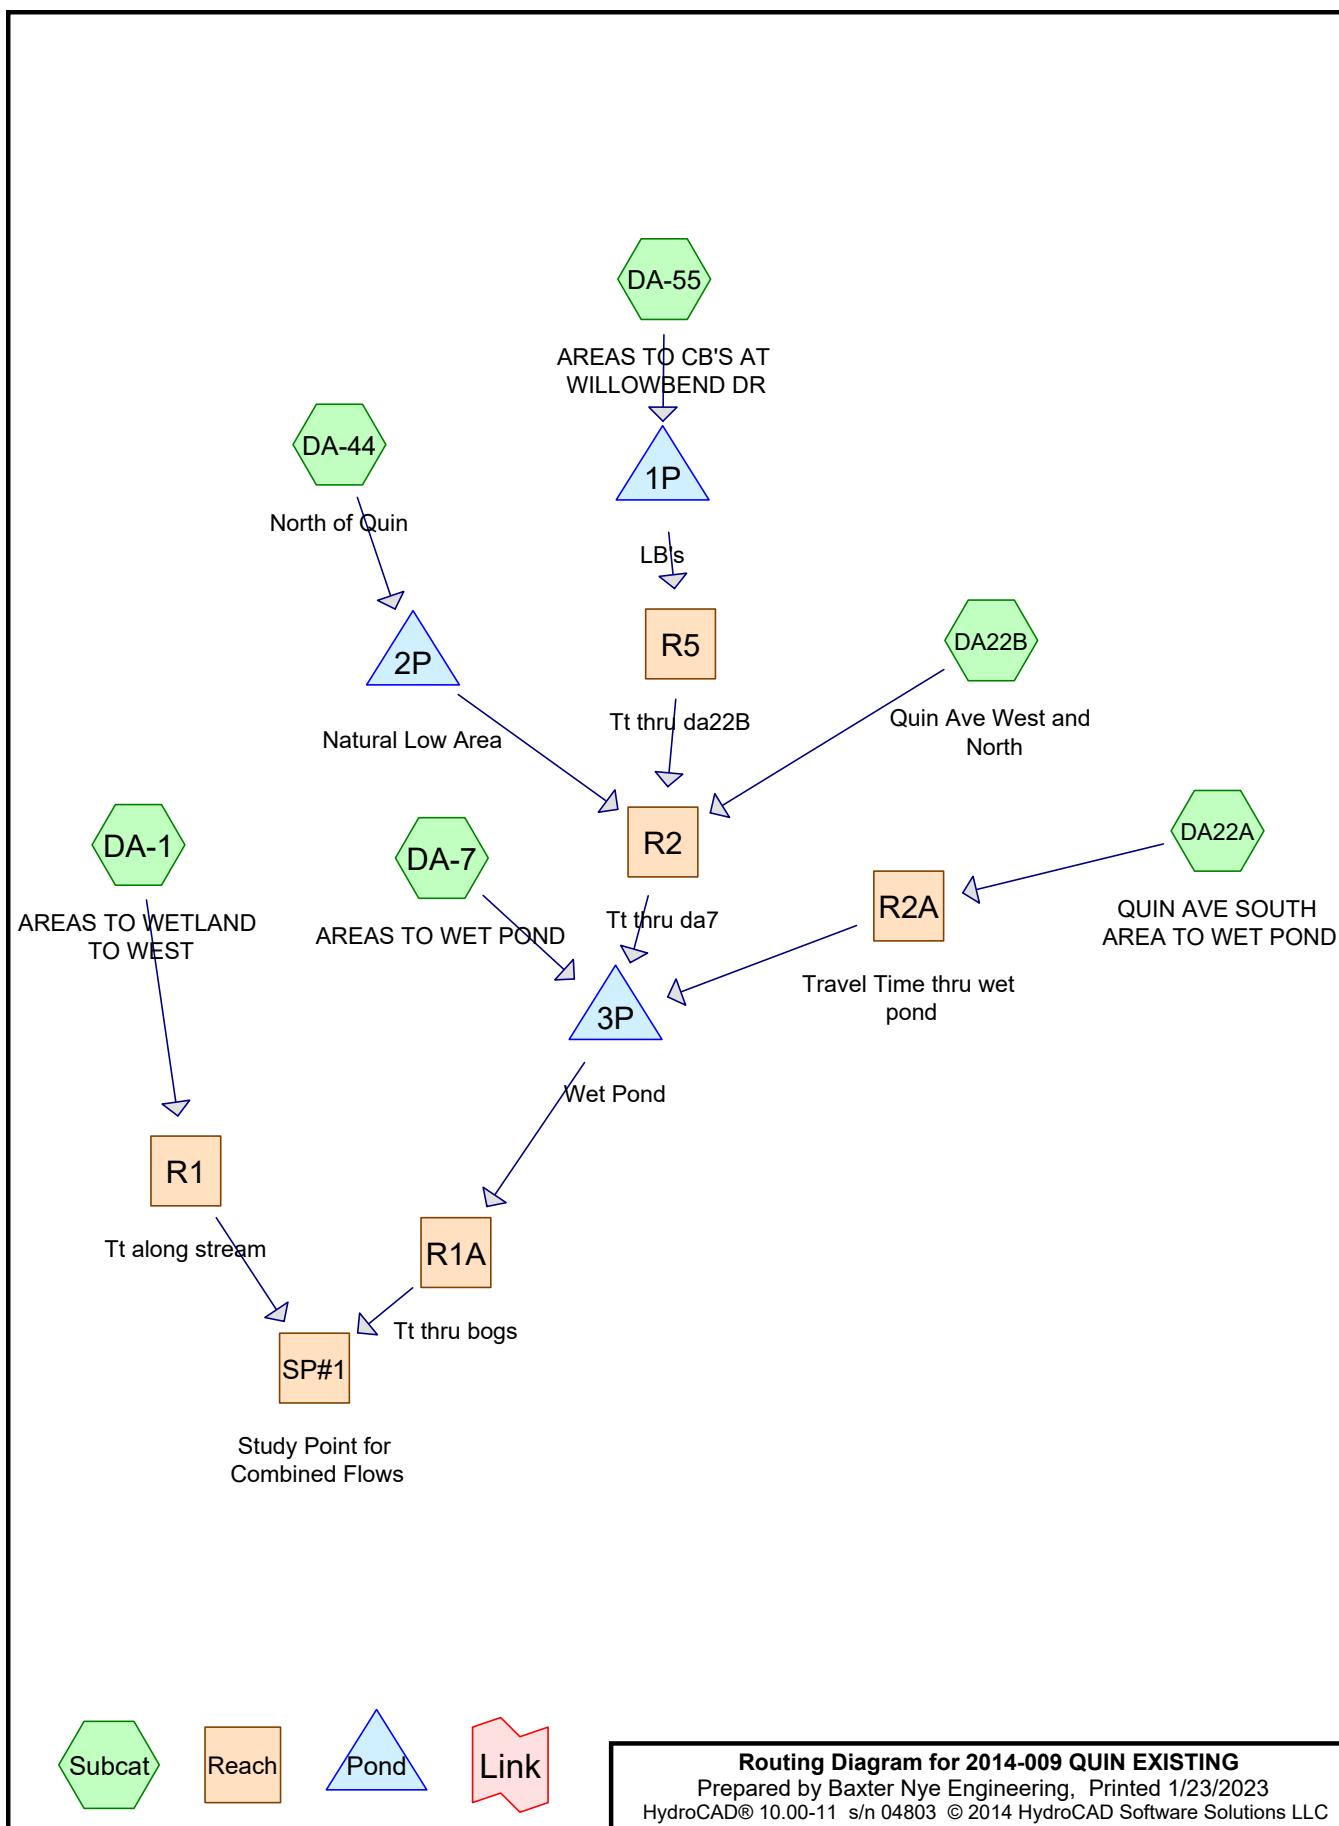 DA-55
AREAS TO CB'S AT
WILLOWBEND DR
DA-44
North of Quin
1P
LB's
2P
Natural Low Area
R5
Tt thru da22B
DA22B
Quin Ave West and
North
DA-1
AREAS TO WETLAND
TO WEST
DA-7
AREAS TO WET POND
R2
Tt thru da7
R2A
Travel Time thru wet
pond
DA22A
QUIN AVE SOUTH
AREA TO WET POND
3P
Wet Pond
R1
Tt along stream
R1A
Tt thru bogs
SP#1
Study Point for
Combined Flows
Subcat
Reach
Pond
Link
Routing Diagram for 2014-009 QUIN EXISTING
Prepared by Baxter Nye Engineering, Printed 1/23/2023
HydroCAD® 10.00-11 s/n 04803 © 2014 HydroCAD Software Solutions LLC